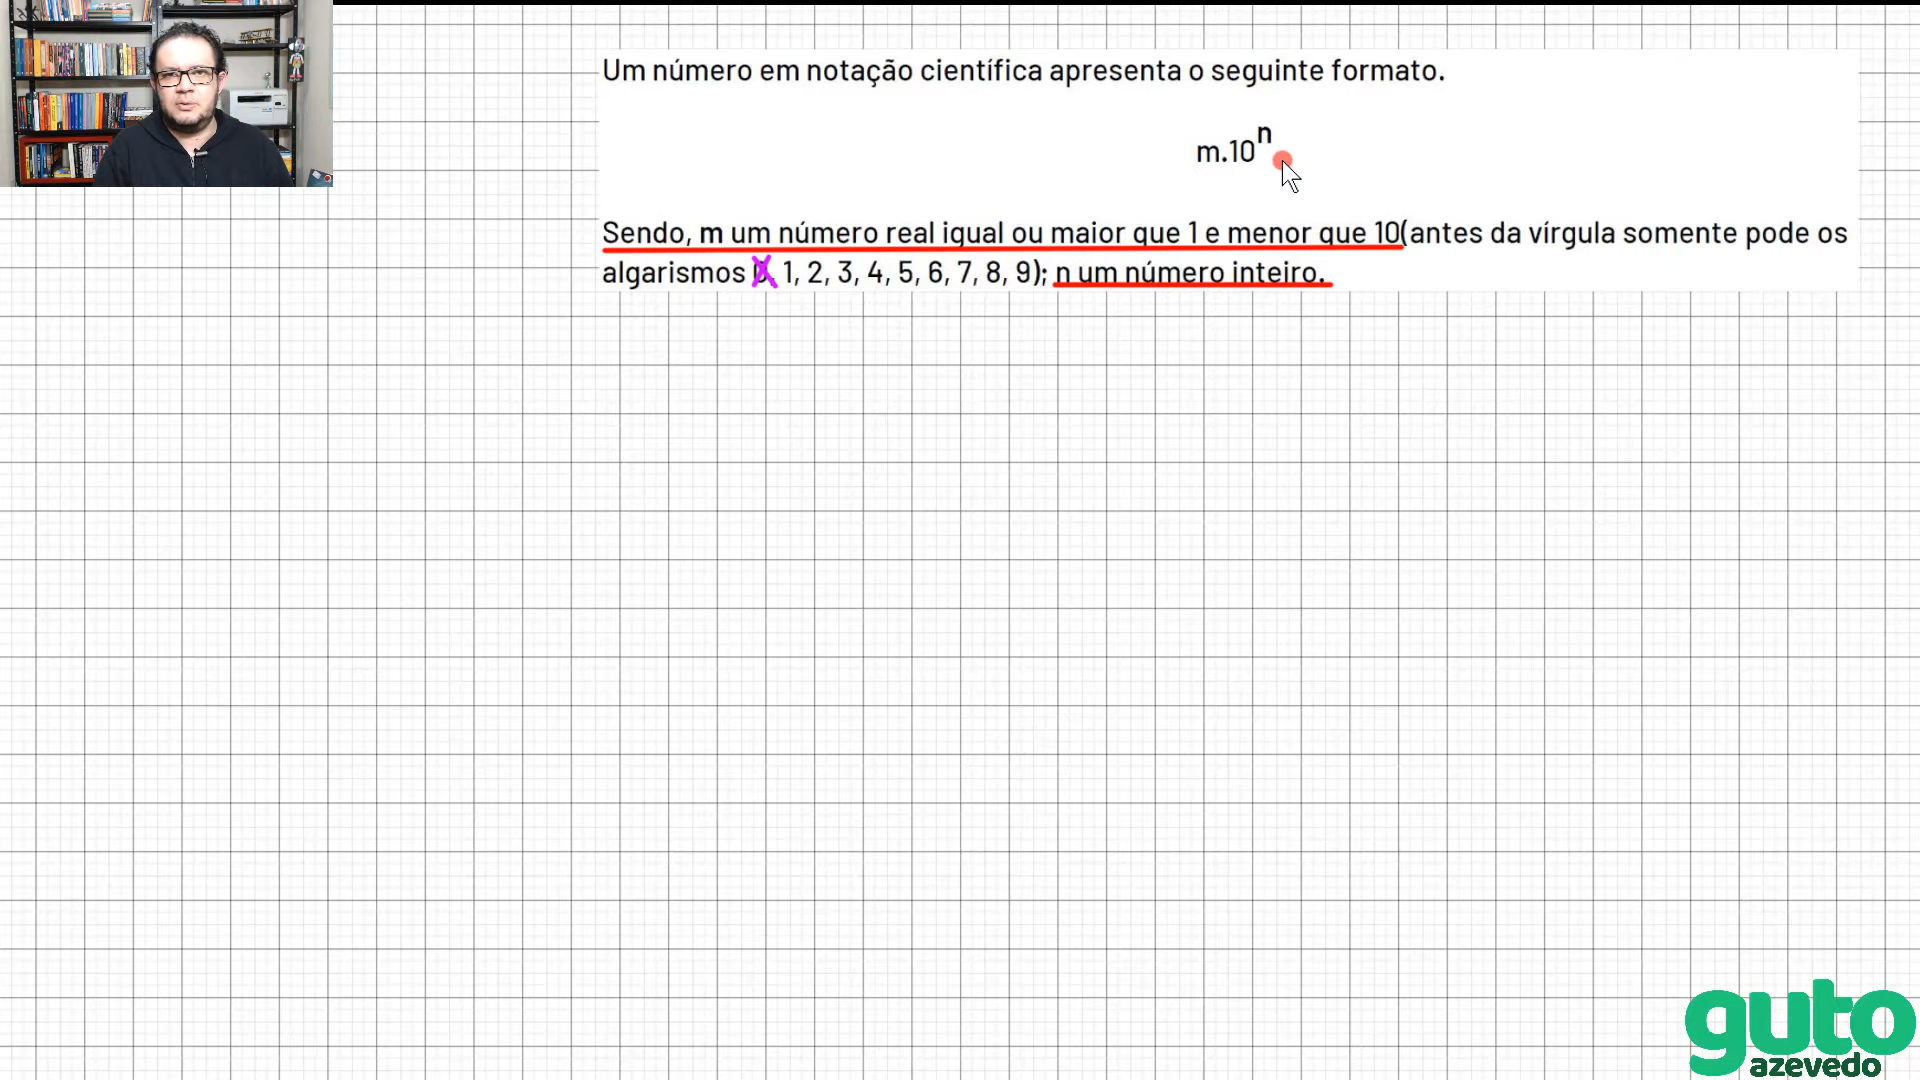 Um número em notação científica apresenta o seguinte formato.
m.10ⁿ
Sendo, m um número real igual ou maior que 1 e menor que 10(antes da vírgula somente pode os
algarismos 0, 1, 2, 3, 4, 5, 6, 7, 8, 9); n um número inteiro.
guto
azevedo